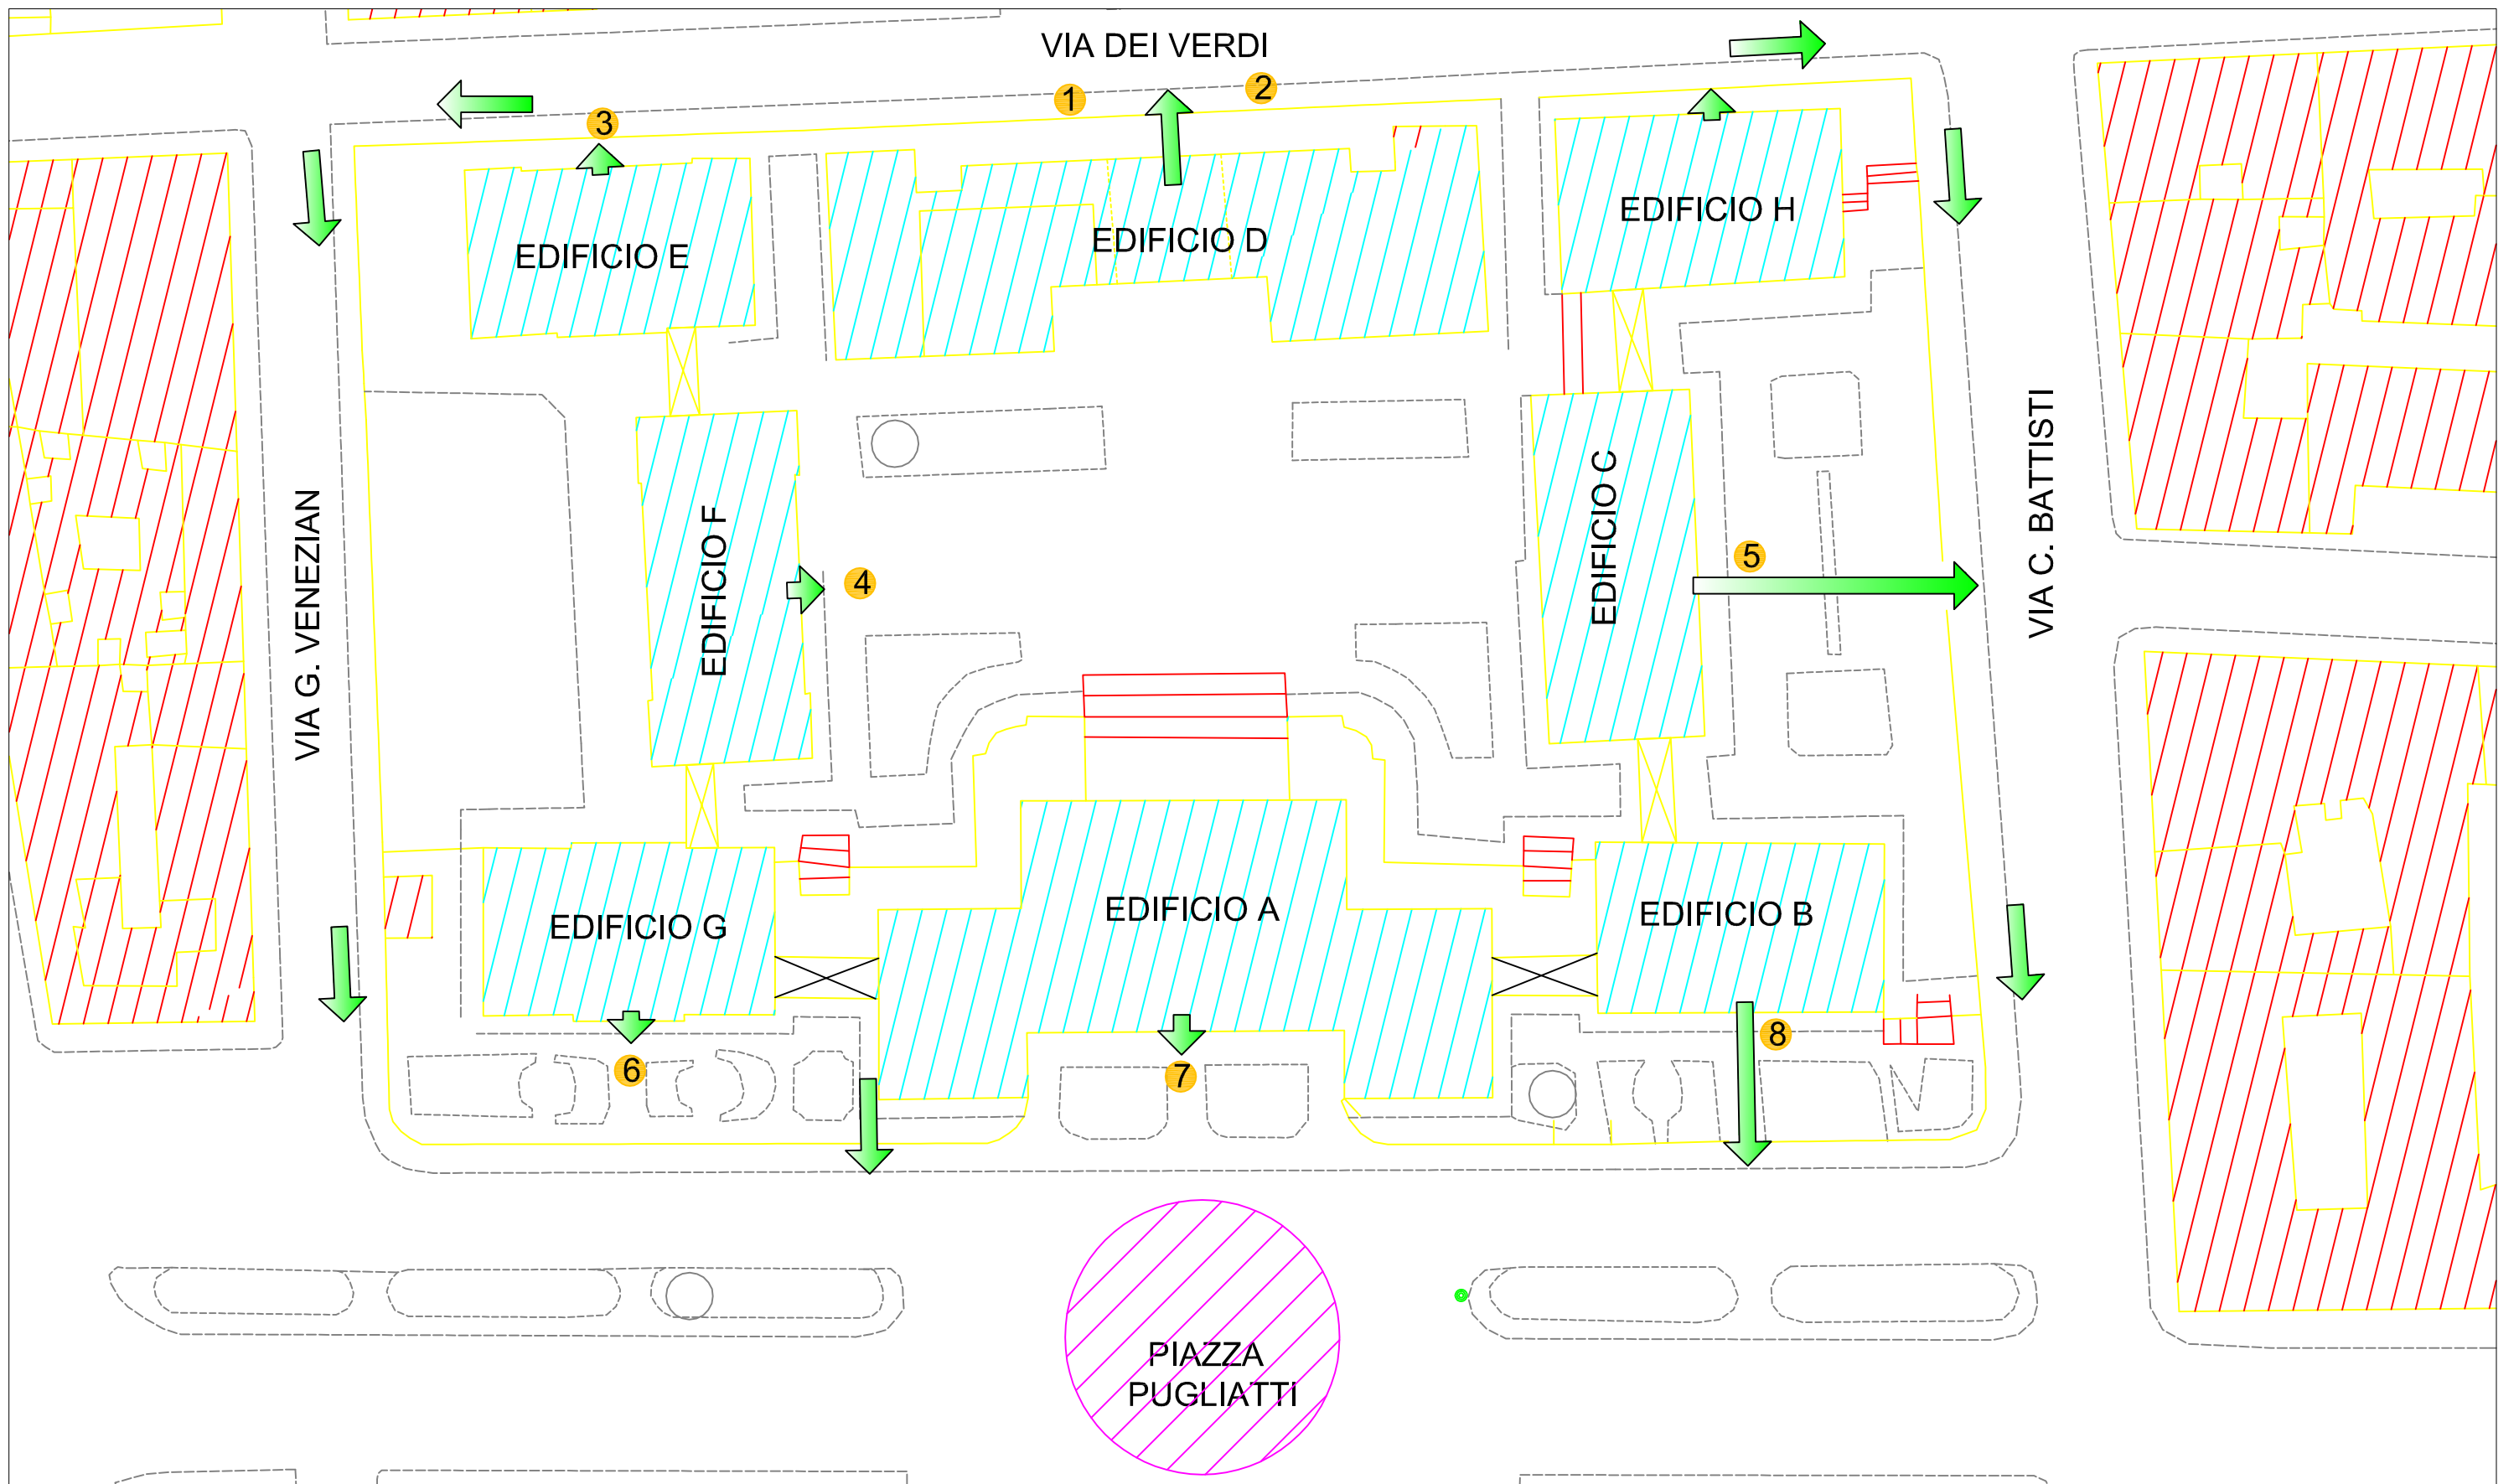 VIA DEI VERDI
2
1
3
EDIFICIO H
EDIFICIO D
EDIFICIO E
VIA G. VENEZIAN
EDIFICIO F
4
EDIFICIO C
5
VIA C. BATTISTI
EDIFICIO G
EDIFICIO A
EDIFICIO B
6
7
8
PIAZZA
PUGLIATTI